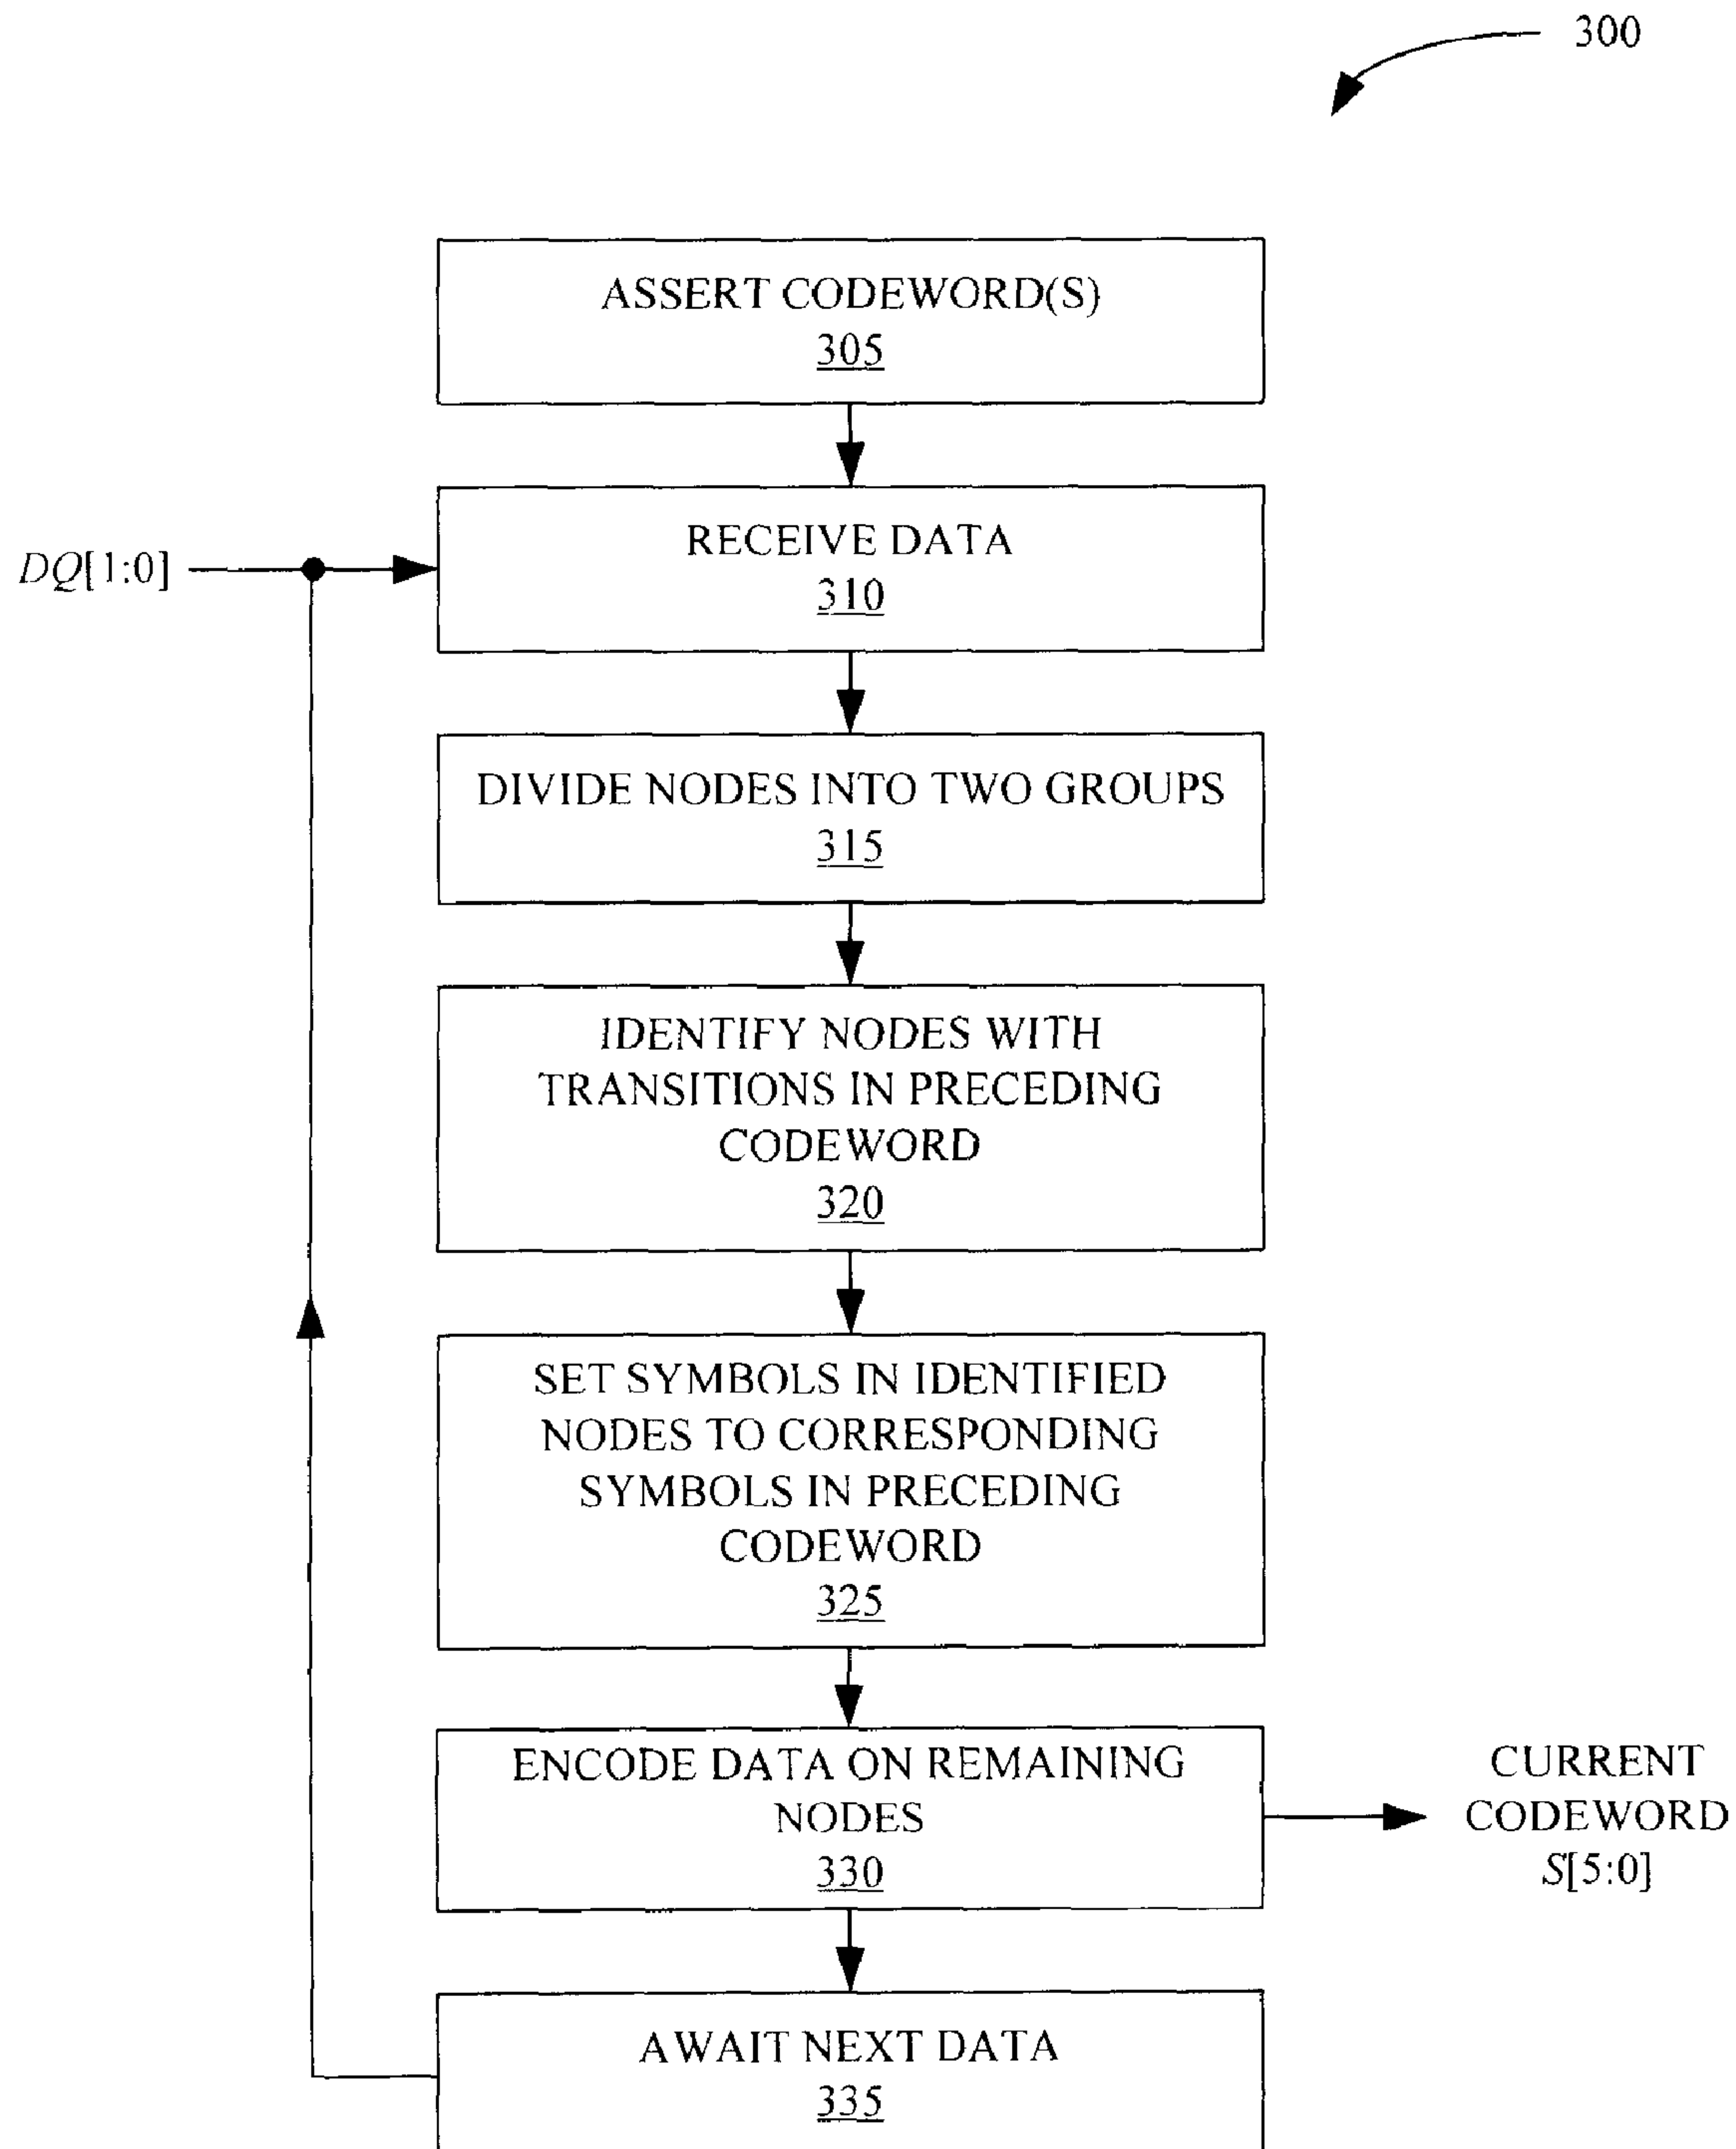 300
ASSERT CODEWORD(S)
305
DQ[1:0]
RECEIVE DATA
310
DIVIDE NODES INTO TWO GROUPS
315
IDENTIFY NODES WITH
TRANSITIONS IN PRECEDING
CODEWORD
320
SET SYMBOLS IN IDENTIFIED
NODES TO CORRESPONDING
SYMBOLS IN PRECEDING
CODEWORD
325
ENCODE DATA ON REMAINING
NODES
330
CURRENT
CODEWORD
S[5:0]
AWAIT NEXT DATA
335